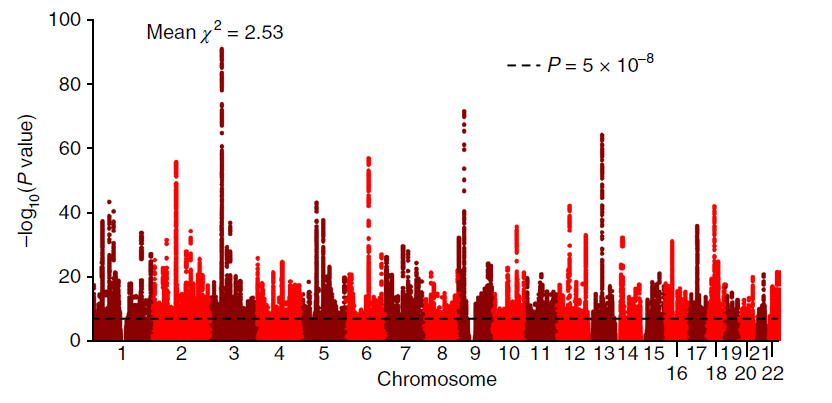 Mean χ² = 2.53
P = 5 × 10⁻⁸
–log₁₀(P value)
100
80
60
40
20
0
1 2 3 4 5 6 7 8 9 10 11 12 13 14 15 17 19 21
16 18 20 22
Chromosome